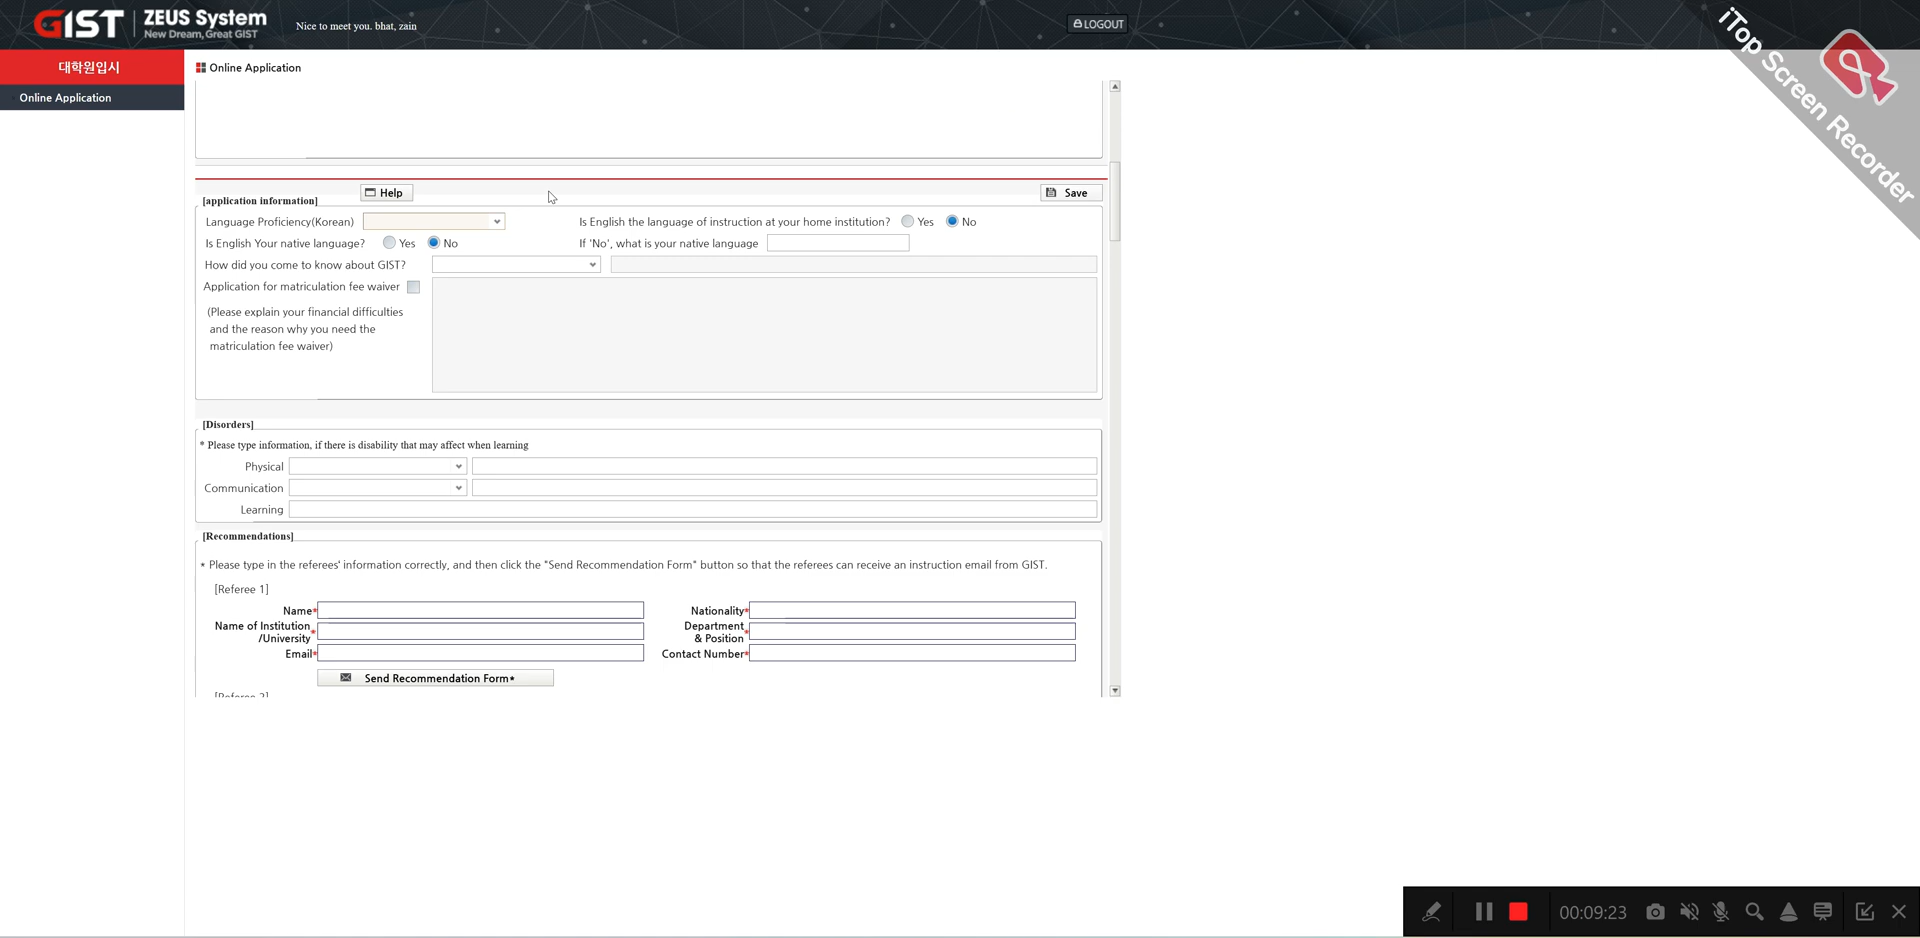 GIST ZEUS System
New Dream, Great GIST
Nice to meet you. bhat, zain
LOGOUT
대학원입시
Online Application
Online Application
Help
Save
[application information]
Language Proficiency(Korean)
Is English the language of instruction at your home institution? Yes No
Is English Your native language? Yes No
If 'No', what is your native language
How did you come to know about GIST?
Application for matriculation fee waiver
(Please explain your financial difficulties
and the reason why you need the
matriculation fee waiver)
[Disorders]
* Please type information, if there is disability that may affect when learning
Physical
Communication
Learning
[Recommendations]
* Please type in the referees' information correctly, and then click the "Send Recommendation Form" button so that the referees can receive an instruction email from GIST.
[Referee 1]
Name* Nationality*
Name of Institution
/University*
Department
& Position*
Email* Contact Number*
Send Recommendation Form*
[Referee 2]
iTop Screen Recorder
00:09:23